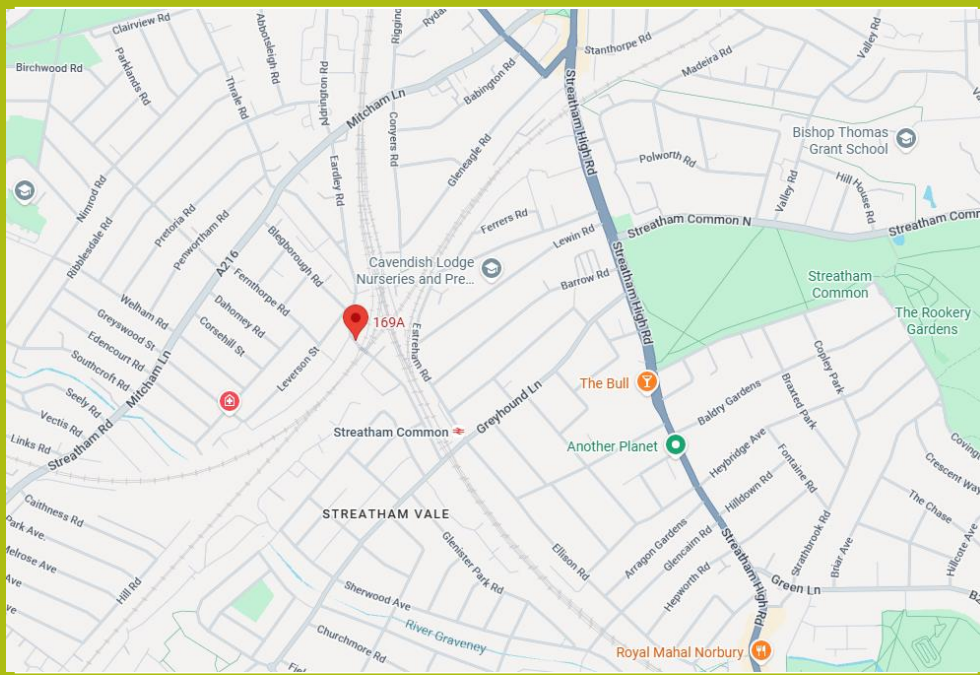 Clairview Rd
Abbotsleigh Rd
Stanthorpe Rd
Valley Rd
Madeira Rd
Birchwood Rd
Parklands Rd
Thrale Rd
Babington Rd
Mitcham Ln
Conyers Rd
Streatham High Rd
Bishop Thomas
Grant School
Eardley Rd
Gleneagle Rd
Polworth Rd
Valley Rd
Hill House Rd
Nimrod Rd
Pretoria Rd
Penwortham Rd
Ribblesdale Rd
Blegborough Rd
Ferrers Rd
Lewin Rd
Streatham Common N
A216
Fernthorpe Rd
Cavendish Lodge
Nurseries and Pre...
Barrow Rd
Streatham High Rd
Streatham
Common
The Rookery
Gardens
Welham Rd
Greyswood St
Edencourt Rd
Southcroft Rd
Dahomey Rd
Corsehill St
169A
Estreham Rd
Leverson St
Mitcham Ln
Copley Park
Braxted Park
The Bull
Baldry Gardens
Greyhound Ln
Seely Rd
Vectis Rd
Links Rd
Streatham Rd
Streatham Common
Another Planet
Heybridge Ave
Fontaine Rd
Crescent Way
Hilldown Rd
The Chase
Caithness Rd
Park Ave
Melrose Ave
STREATHAM VALE
Glenister Park Rd
Ellison Rd
Arragon Gardens
Glencairn Rd
Hepworth Rd
Strathbrook Rd
Briar Ave
Hillcote Ave
Streatham High Rd
Green Ln
Hill Rd
Sherwood Ave
River Graveney
Churchmore Rd
Royal Mahal Norbury